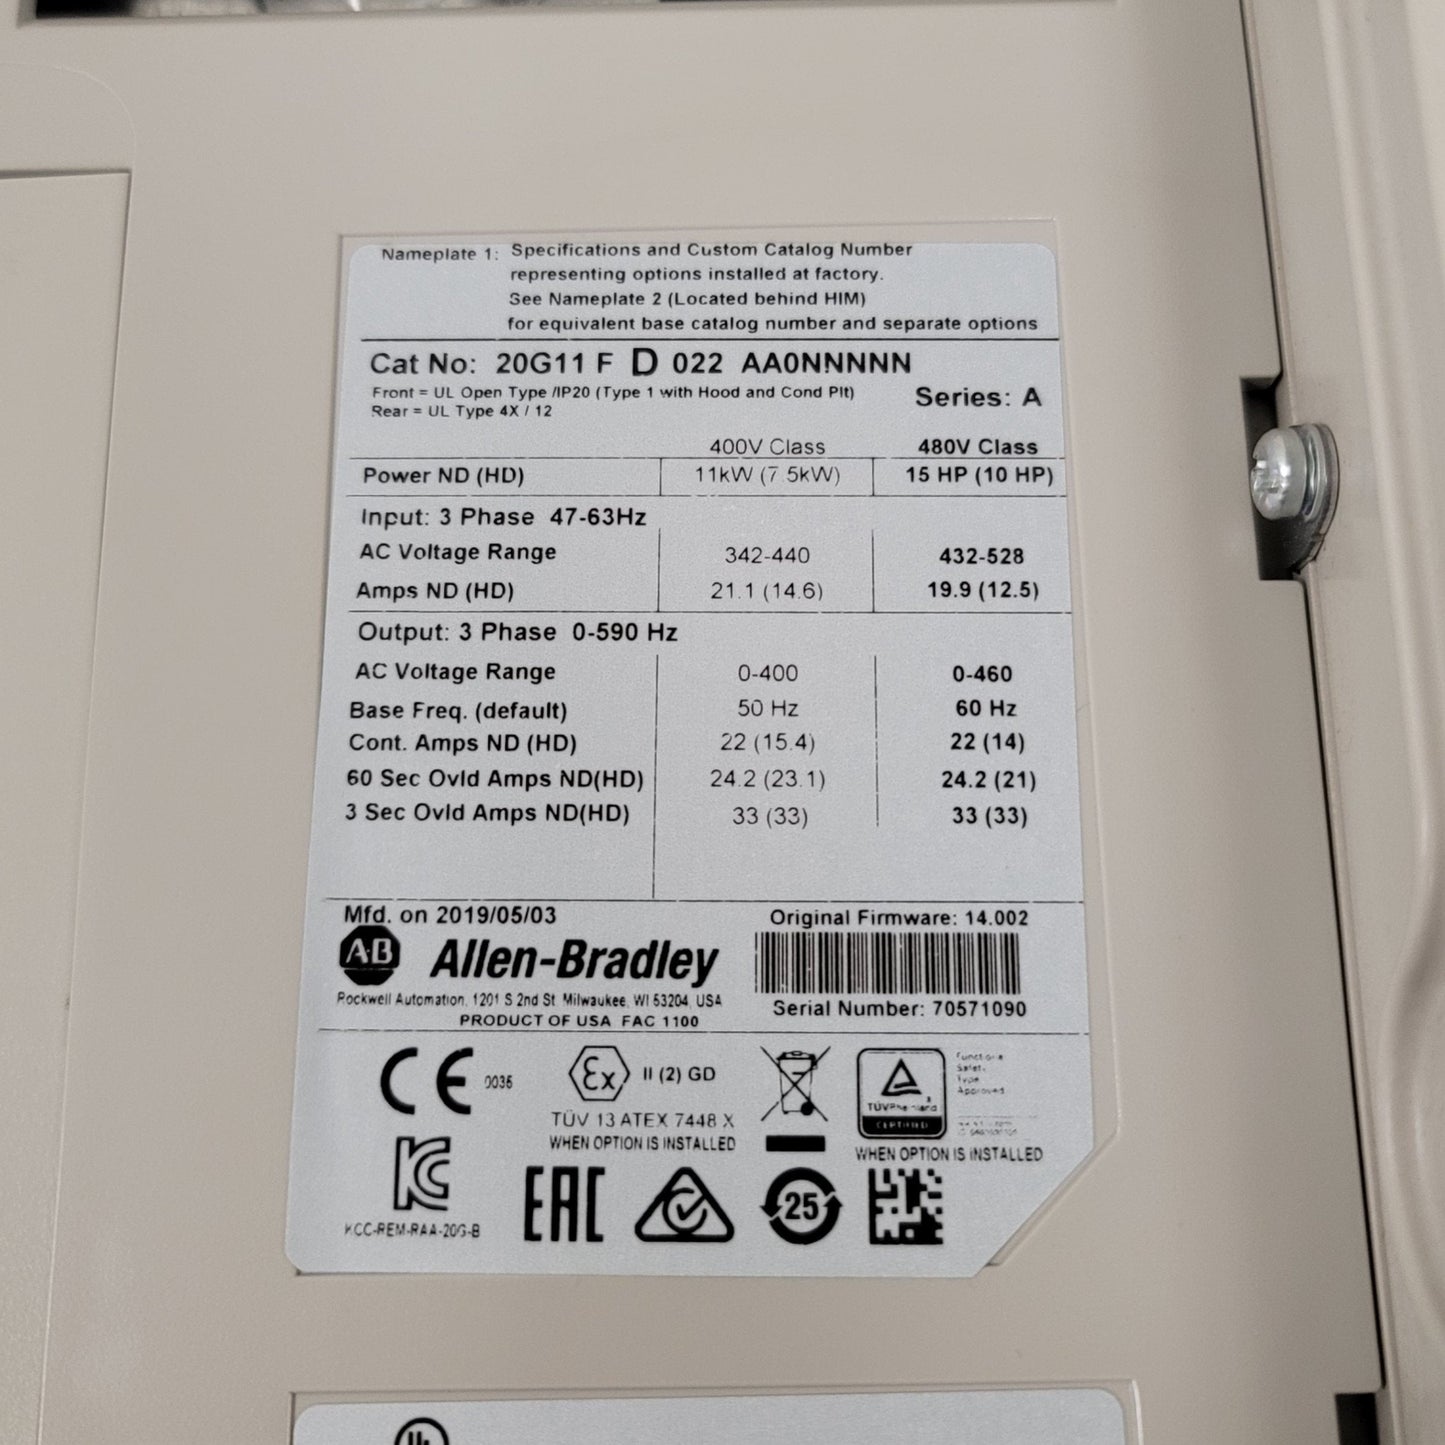 Nameplate 1: Specifications and Custom Catalog Number
representing options installed at factory.
See Nameplate 2 (Located behind HIM)
for equivalent base catalog number and separate options
Cat No: 20G11 F D 022 AA0NNNNN
Front = UL Open Type /IP20 (Type 1 with Hood and Cond Plt)
Rear = UL Type 4X / 12
Series: A
400V Class 480V Class
Power ND (HD) 11kW (7.5kW) 15 HP (10 HP)
Input: 3 Phase 47-63Hz
AC Voltage Range 342-440 432-528
Amps ND (HD) 21.1 (14.6) 19.9 (12.5)
Output: 3 Phase 0-590 Hz
AC Voltage Range 0-400 0-460
Base Freq. (default) 50 Hz 60 Hz
Cont. Amps ND (HD) 22 (15.4) 22 (14)
60 Sec Ovld Amps ND(HD) 24.2 (23.1) 24.2 (21)
3 Sec Ovld Amps ND(HD) 33 (33) 33 (33)
Mfd. on 2019/05/03 Original Firmware: 14.002
A-B Allen-Bradley
Rockwell Automation, 1201 S 2nd St Milwaukee, WI 53204, USA
PRODUCT OF USA FAC 1100
Serial Number: 70571090
CE 0035
Ex II (2) GD
TÜV 13 ATEX 7448 X
WHEN OPTION IS INSTALLED
TÜVRheinland
CERTIFIED
Functional
Safety
Type
Approved
WHEN OPTION IS INSTALLED
KC
KCC-REM-RAA-20G-B
EAC
25
UL